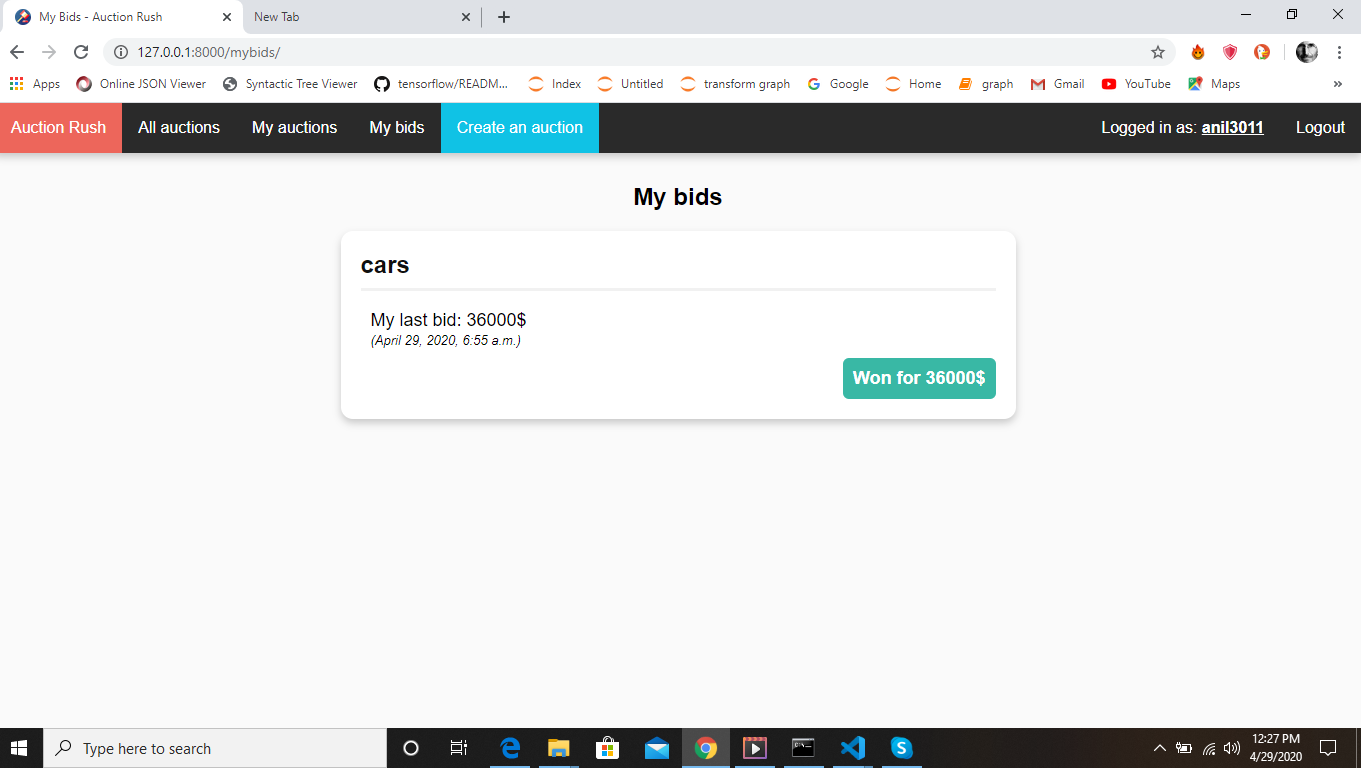 My Bids - Auction Rush
New Tab
127.0.0.1:8000/mybids/
Apps Online JSON Viewer Syntactic Tree Viewer tensorflow/READM... Index Untitled transform graph Google Home graph Gmail YouTube Maps »
Auction Rush All auctions My auctions My bids Create an auction Logged in as: anil3011 Logout
My bids
cars
My last bid: 36000$
(April 29, 2020, 6:55 a.m.)
Won for 36000$
Type here to search
12:27 PM
4/29/2020